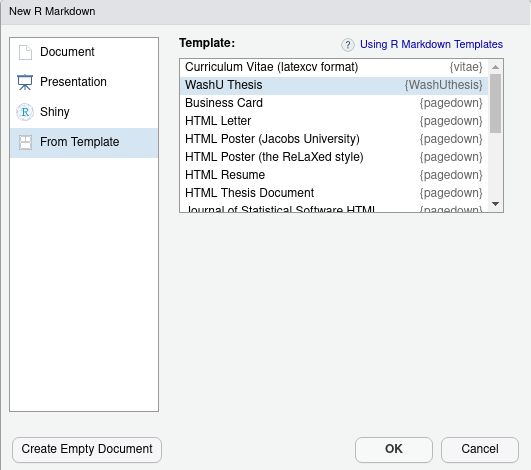 New R Markdown
Document
Presentation
R Shiny
From Template
Template:
? Using R Markdown Templates
Curriculum Vitae (latexcv format) {vitae}
WashU Thesis {WashUthesis}
Business Card {pagedown}
HTML Letter {pagedown}
HTML Poster (Jacobs University) {pagedown}
HTML Poster (the ReLaXed style) {pagedown}
HTML Resume {pagedown}
HTML Thesis Document {pagedown}
Journal of Statistical Software HTML {pagedown}
Create Empty Document
OK
Cancel